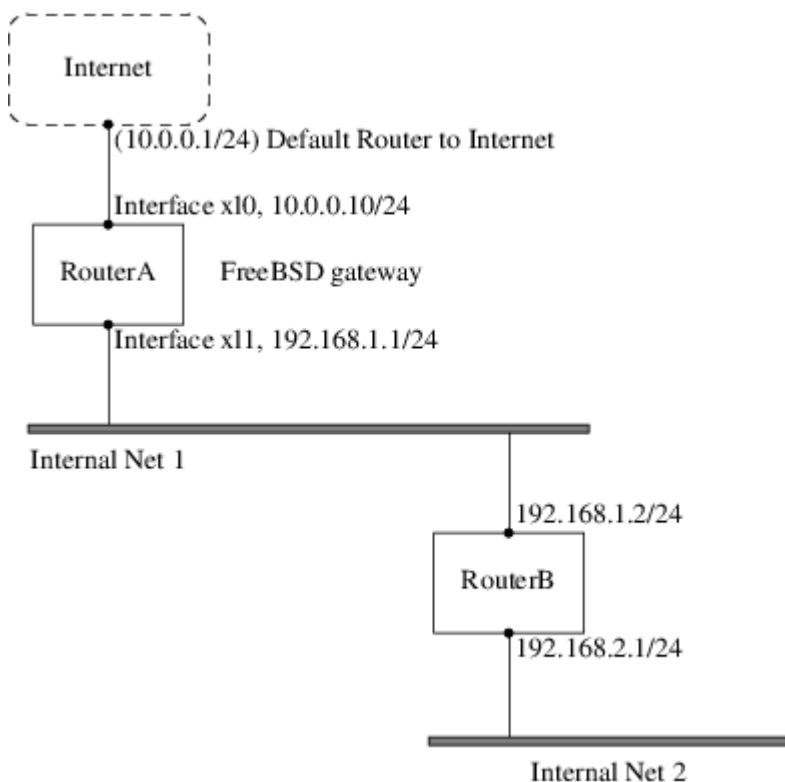 Internet
(10.0.0.1/24) Default Router to Internet
Interface xl0, 10.0.0.10/24
RouterA
FreeBSD gateway
Interface xl1, 192.168.1.1/24
Internal Net 1
192.168.1.2/24
RouterB
192.168.2.1/24
Internal Net 2